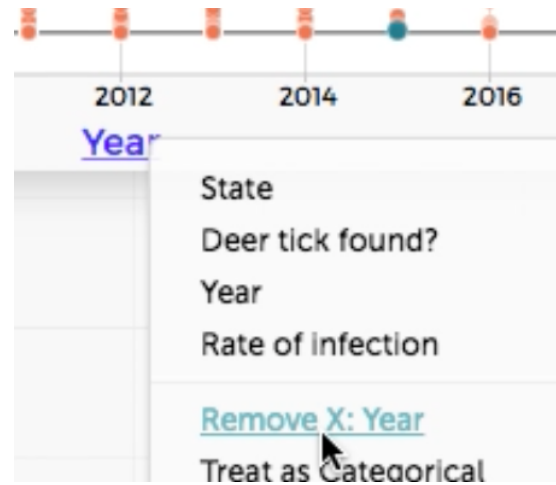 2012 2014 2016
Year
State
Deer tick found?
Year
Rate of infection
Remove X: Year
Treat as Categorical